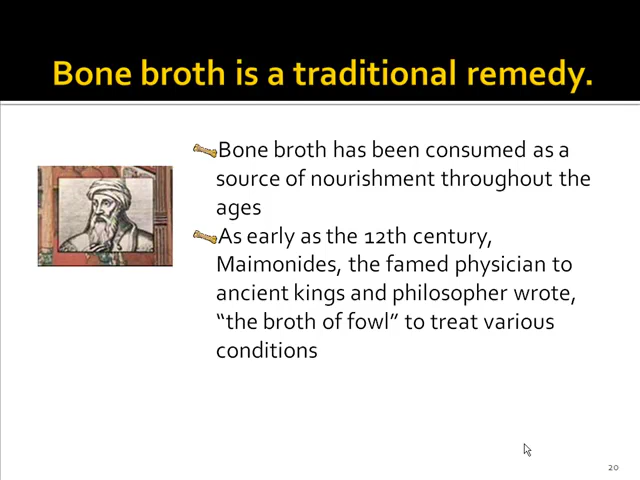 Bone broth is a traditional remedy.
Bone broth has been consumed as a
source of nourishment throughout the
ages
As early as the 12th century,
Maimonides, the famed physician to
ancient kings and philosopher wrote,
“the broth of fowl” to treat various
conditions
20